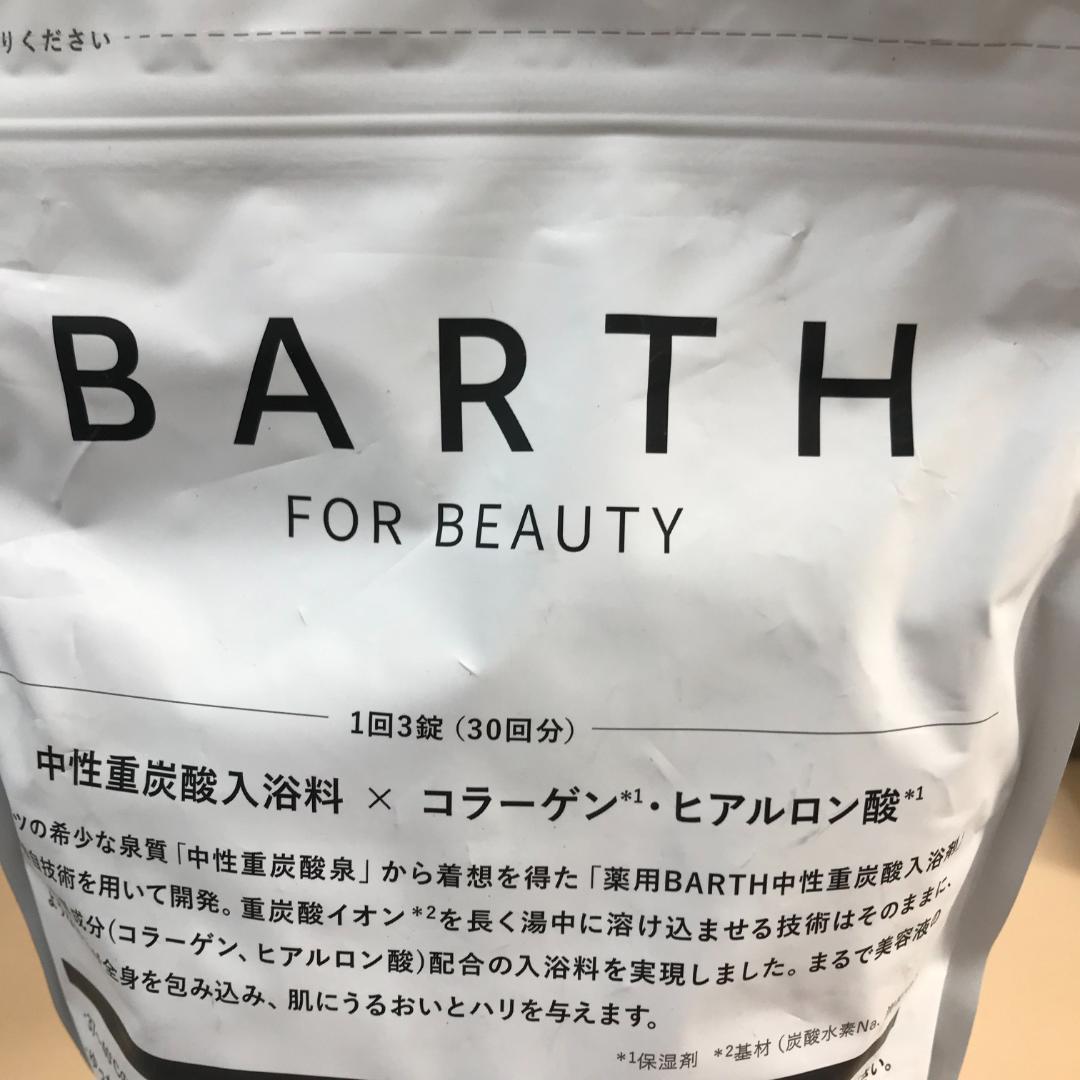 りください
BARTH
FOR BEAUTY
1回3錠（30回分）
中性重炭酸入浴料 × コラーゲン*1・ヒアルロン酸*1
ツの希少な泉質「中性重炭酸泉」から着想を得た「薬用BARTH中性重炭酸入浴剤」
技術を用いて開発。重炭酸イオン*2を長く湯中に溶け込ませる技術はそのままに、
成分(コラーゲン、ヒアルロン酸)配合の入浴料を実現しました。まるで美容液の
全身を包み込み、肌にうるおいとハリを与えます。
*1保湿剤 *2基材（炭酸水素Na、
さい。